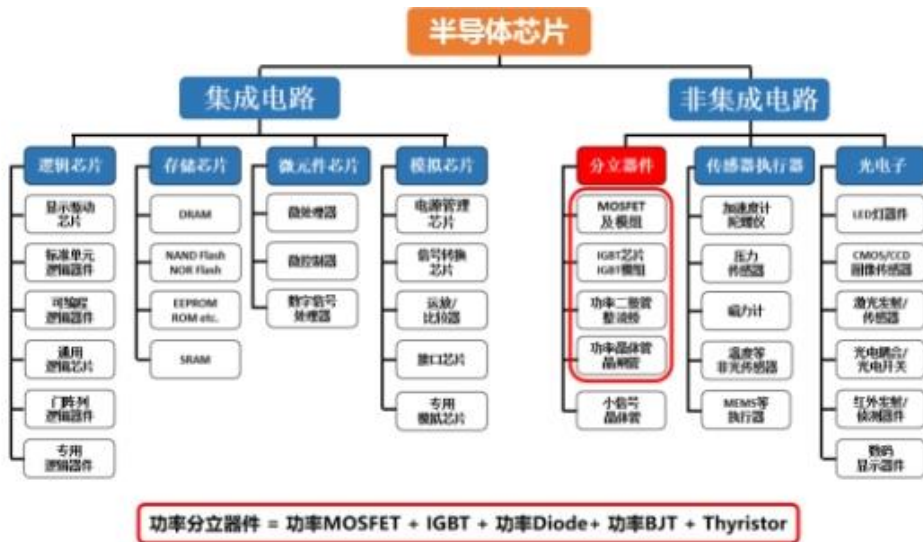 半导体芯片
集成电路
非集成电路
逻辑芯片
存储芯片
微元件芯片
模拟芯片
分立器件
传感器执行器
光电子
显示驱动
芯片
标准单元
逻辑器件
可编程
逻辑器件
通用
逻辑芯片
门阵列
逻辑器件
专用
逻辑器件
DRAM
NAND Flash
NOR Flash
EEPROM
ROM etc.
SRAM
微处理器
微控制器
数字信号
处理器
电源管理
芯片
信号转换
芯片
运放/
比较器
接口芯片
专用
模拟芯片
MOSFET
及模组
IGBT芯片
IGBT模组
功率二极管
整流桥
功率晶体管
晶闸管
小信号
晶体管
加速度计
陀螺仪
压力
传感器
磁力计
温度等
非光传感器
MEMS等
执行器
LED灯器件
CMOS/CCD
图像传感器
激光发射/
传感器
光电耦合/
光电开关
红外发射/
侦测器件
数码
显示器件
功率分立器件 = 功率MOSFET + IGBT + 功率Diode+ 功率BJT + Thyristor